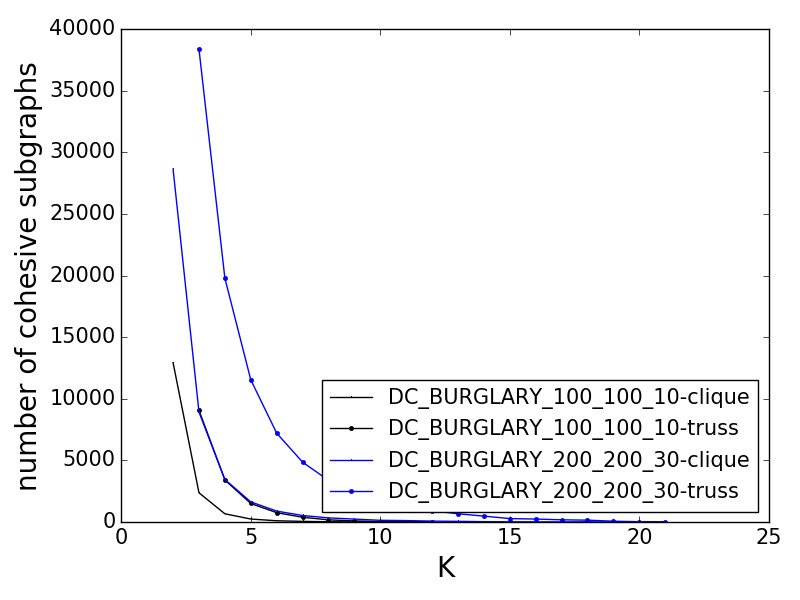 number of cohesive subgraphs
40000
35000
30000
25000
20000
15000
10000
5000
0
DC_BURGLARY_100_100_10-clique
DC_BURGLARY_100_100_10-truss
DC_BURGLARY_200_200_30-clique
DC_BURGLARY_200_200_30-truss
0 5 10 15 20 25
K